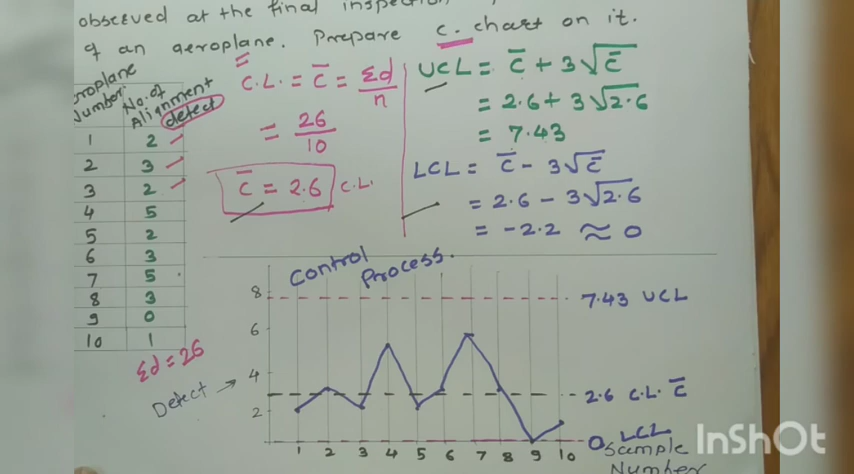 observed at the final inspection
of an aeroplane. Prepare c. chart on it.
Number No. of Alignment defect
1 2
2 3
3 2
4 5
5 2
6 3
7 5
8 3
9 0
10 1
Σd = 26
C.L. = c̄ = Σd/n
= 26/10
c̄ = 2.6 C.L.
UCL = c̄ + 3√c̄
= 2.6 + 3√2.6
= 7.43
LCL = c̄ - 3√c̄
= 2.6 - 3√2.6
= -2.2 ≈ 0
Control Process.
8
6
4
2
Defect →
7.43 UCL
2.6 C.L. c̄
0 LCL
1 2 3 4 5 6 7 8 9 10
Sample Number
InShOt